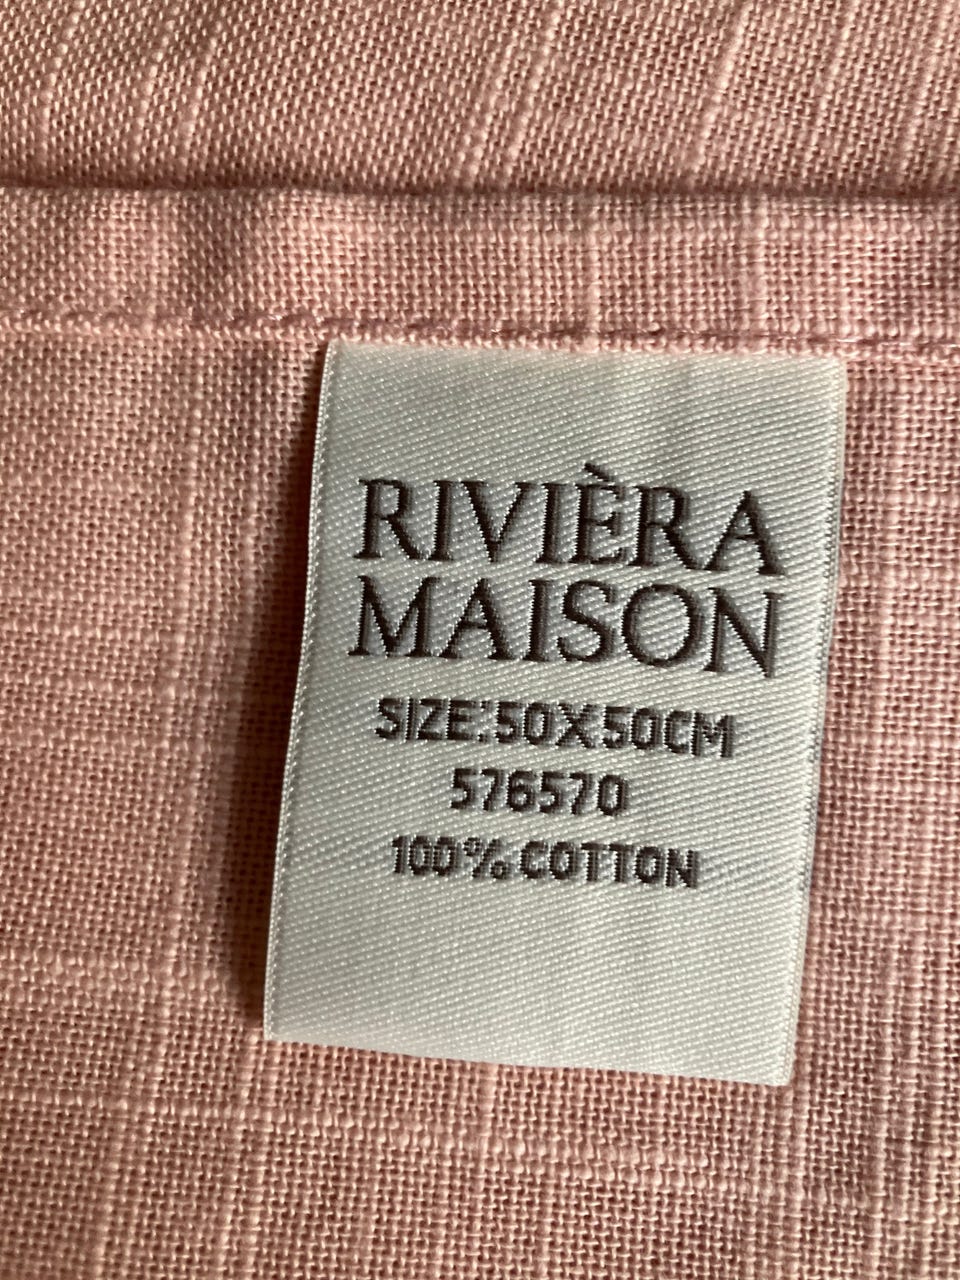 RIVIÈRA
MAISON
SIZE:50X50CM
576570
100%COTTON